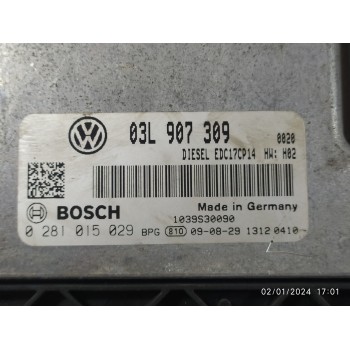 03L 907 309
0020
DIESEL EDC17CP14 HW: H02
Made in Germany
BOSCH
1039S30090
0 281 015 029 BPG 810 09-08-29 1312 0410
02/01/2024 17:01